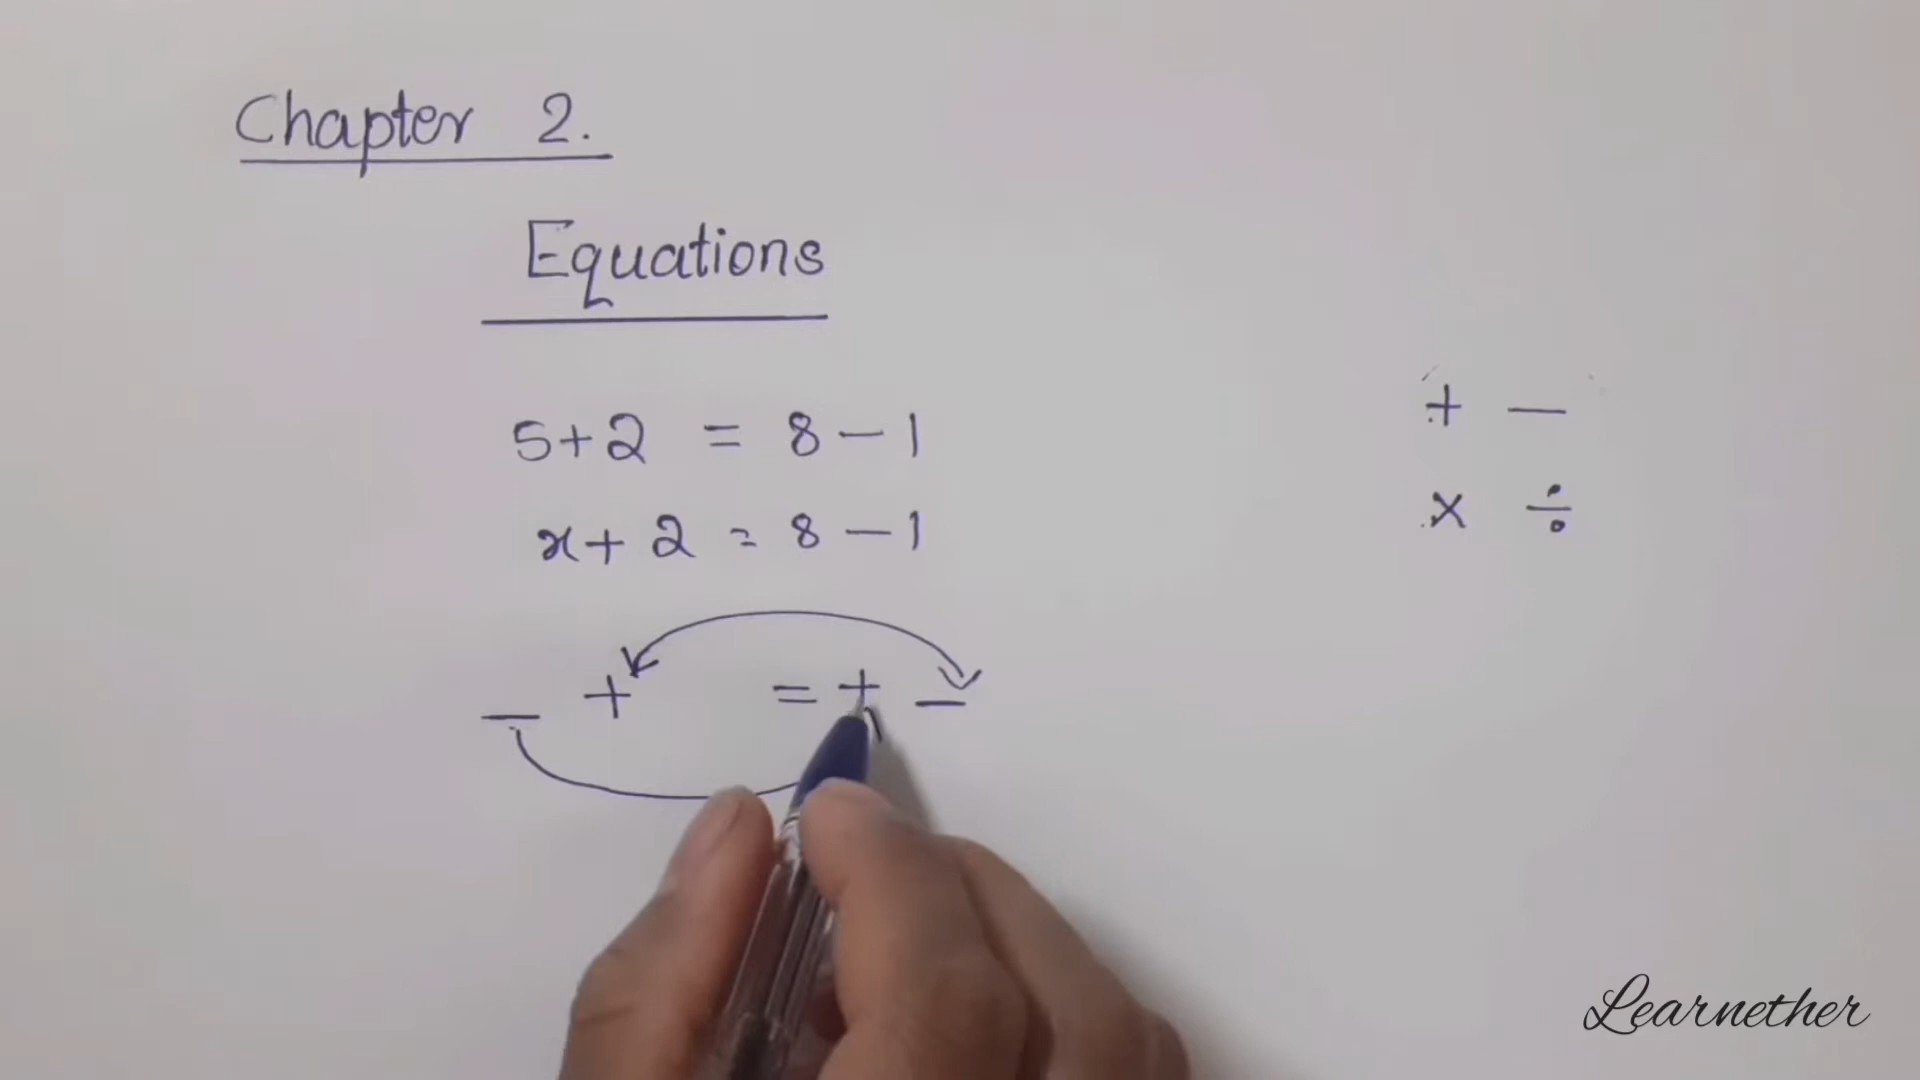 Chapter 2.
Equations
5+2 = 8-1
+ —
x+2 = 8-1
× ÷
— + = + —
Learnether